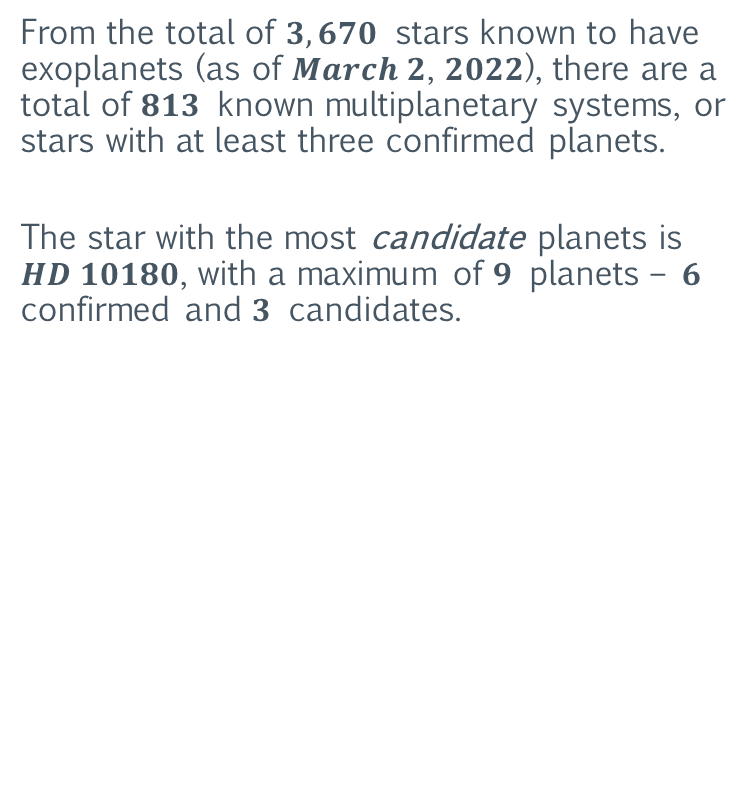 From the total of 3,670 stars known to have
exoplanets (as of March 2, 2022), there are a
total of 813 known multiplanetary systems, or
stars with at least three confirmed planets.
The star with the most candidate planets is
HD 10180, with a maximum of 9 planets – 6
confirmed and 3 candidates.